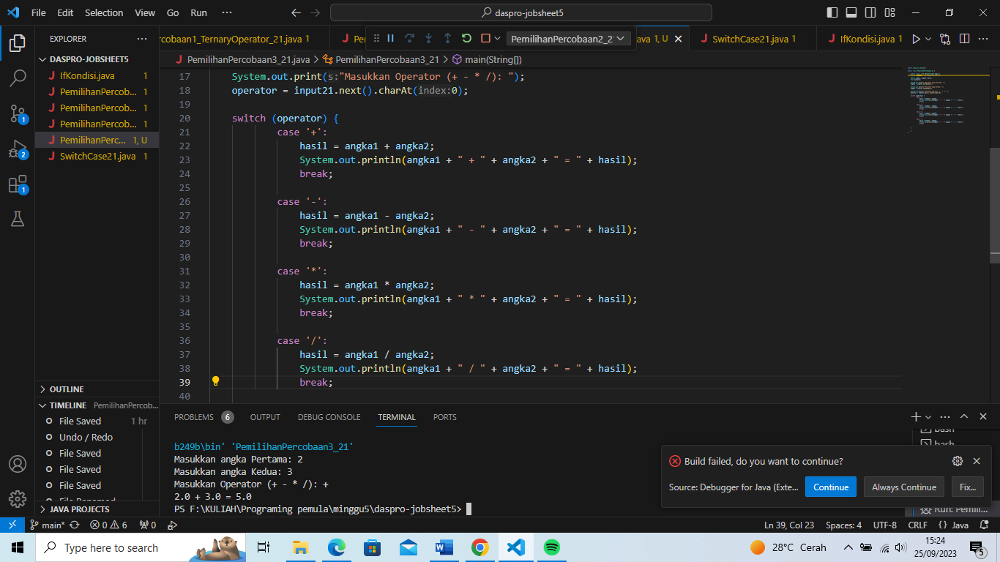 File Edit Selection View Go Run ··· daspro-jobsheet5
EXPLORER ···
DASPRO-JOBSHEET5
IfKondisi.java 1
PemilihanPercob... 1
PemilihanPercob... 1
PemilihanPercob... 1
PemilihanPerc... 1, U
SwitchCase21.java 1
OUTLINE
TIMELINE PemilihanPercob...
File Saved 1 hr
Undo / Redo
File Saved
File Saved
File Saved
File Renamed
JAVA PROJECTS
rcobaan1_TernaryOperator_21.java 1
Pe
PemilihanPercobaan2_2
ava 1, U
SwitchCase21.java 1
IfKondisi.java 1
PemilihanPercobaan3_21.java > PemilihanPercobaan3_21 > main(String[])
17 System.out.print(s:"Masukkan Operator (+ - * /): ");
18 operator = input21.next().charAt(index:0);
19
20 switch (operator) {
21 case '+':
22 hasil = angka1 + angka2;
23 System.out.println(angka1 + " + " + angka2 + " = " + hasil);
24 break;
25
26 case '-':
27 hasil = angka1 - angka2;
28 System.out.println(angka1 + " - " + angka2 + " = " + hasil);
29 break;
30
31 case '*':
32 hasil = angka1 * angka2;
33 System.out.println(angka1 + " * " + angka2 + " = " + hasil);
34 break;
35
36 case '/':
37 hasil = angka1 / angka2;
38 System.out.println(angka1 + " / " + angka2 + " = " + hasil);
39 break;
40
PROBLEMS 6 OUTPUT DEBUG CONSOLE TERMINAL PORTS
b249b\bin' 'PemilihanPercobaan3_21'
Masukkan angka Pertama: 2
Masukkan angka Kedua: 3
Masukkan Operator (+ - * /): +
2.0 + 3.0 = 5.0
PS F:\KULIAH\Programing pemula\minggu5\daspro-jobsheet5>
bash
bash
Build failed, do you want to continue?
Source: Debugger for Java (Exte...
Continue
Always Continue
Fix...
Run: Pemili...
1
2
1
main* 0 6 0
Ln 39, Col 23 Spaces: 4 UTF-8 CRLF {} Java
Type here to search
28°C Cerah
15:24
25/09/2023
5